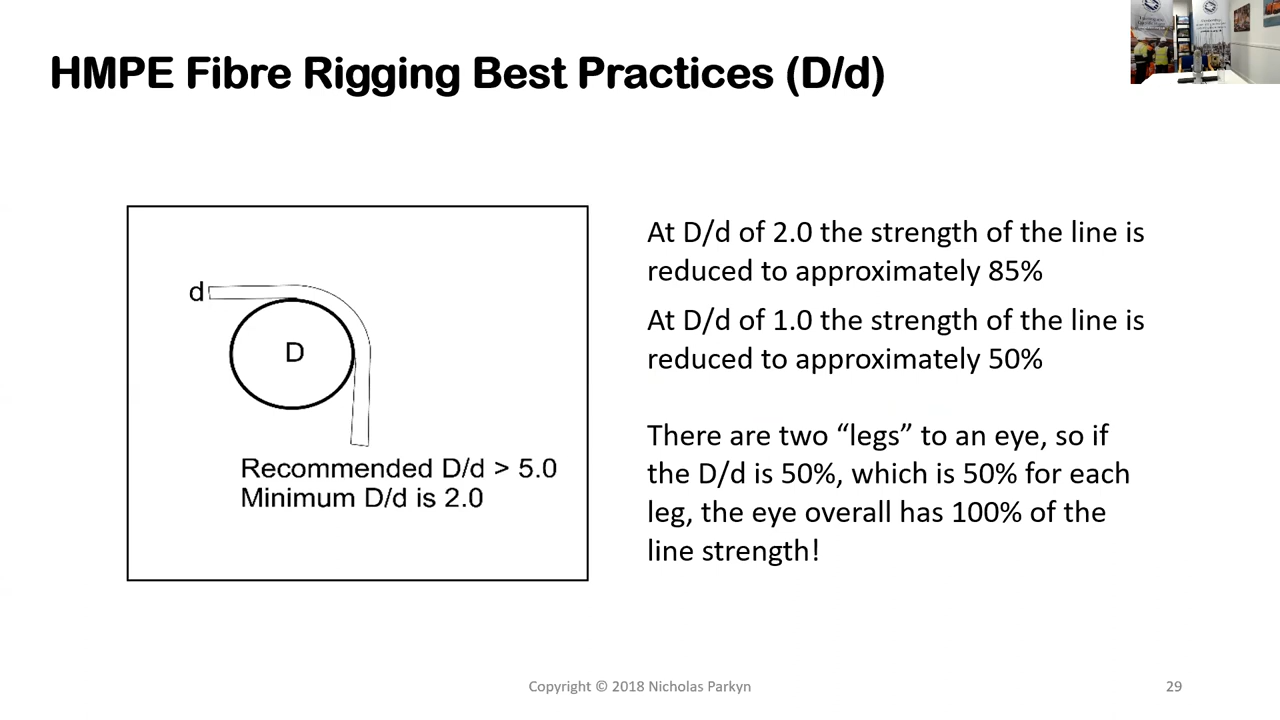 HMPE Fibre Rigging Best Practices (D/d)
d
D
Recommended D/d > 5.0
Minimum D/d is 2.0
At D/d of 2.0 the strength of the line is
reduced to approximately 85%
At D/d of 1.0 the strength of the line is
reduced to approximately 50%
There are two “legs” to an eye, so if
the D/d is 50%, which is 50% for each
leg, the eye overall has 100% of the
line strength!
Copyright © 2018 Nicholas Parkyn
29